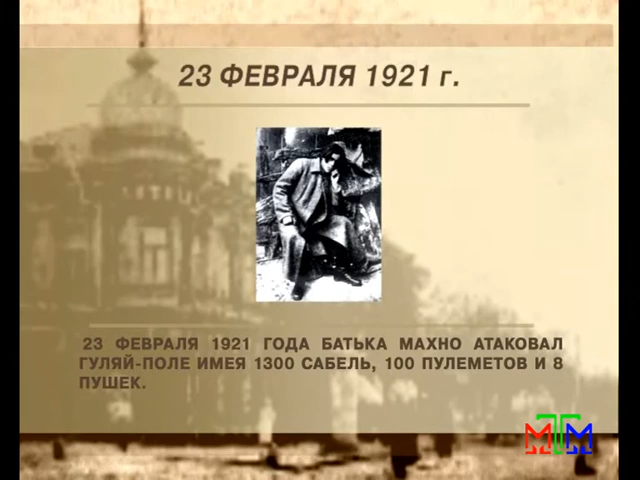 23 ФЕВРАЛЯ 1921 г.
23 ФЕВРАЛЯ 1921 ГОДА БАТЬКА МАХНО АТАКОВАЛ
ГУЛЯЙ-ПОЛЕ ИМЕЯ 1300 САБЕЛЬ, 100 ПУЛЕМЕТОВ И 8
ПУШЕК.
МТМ